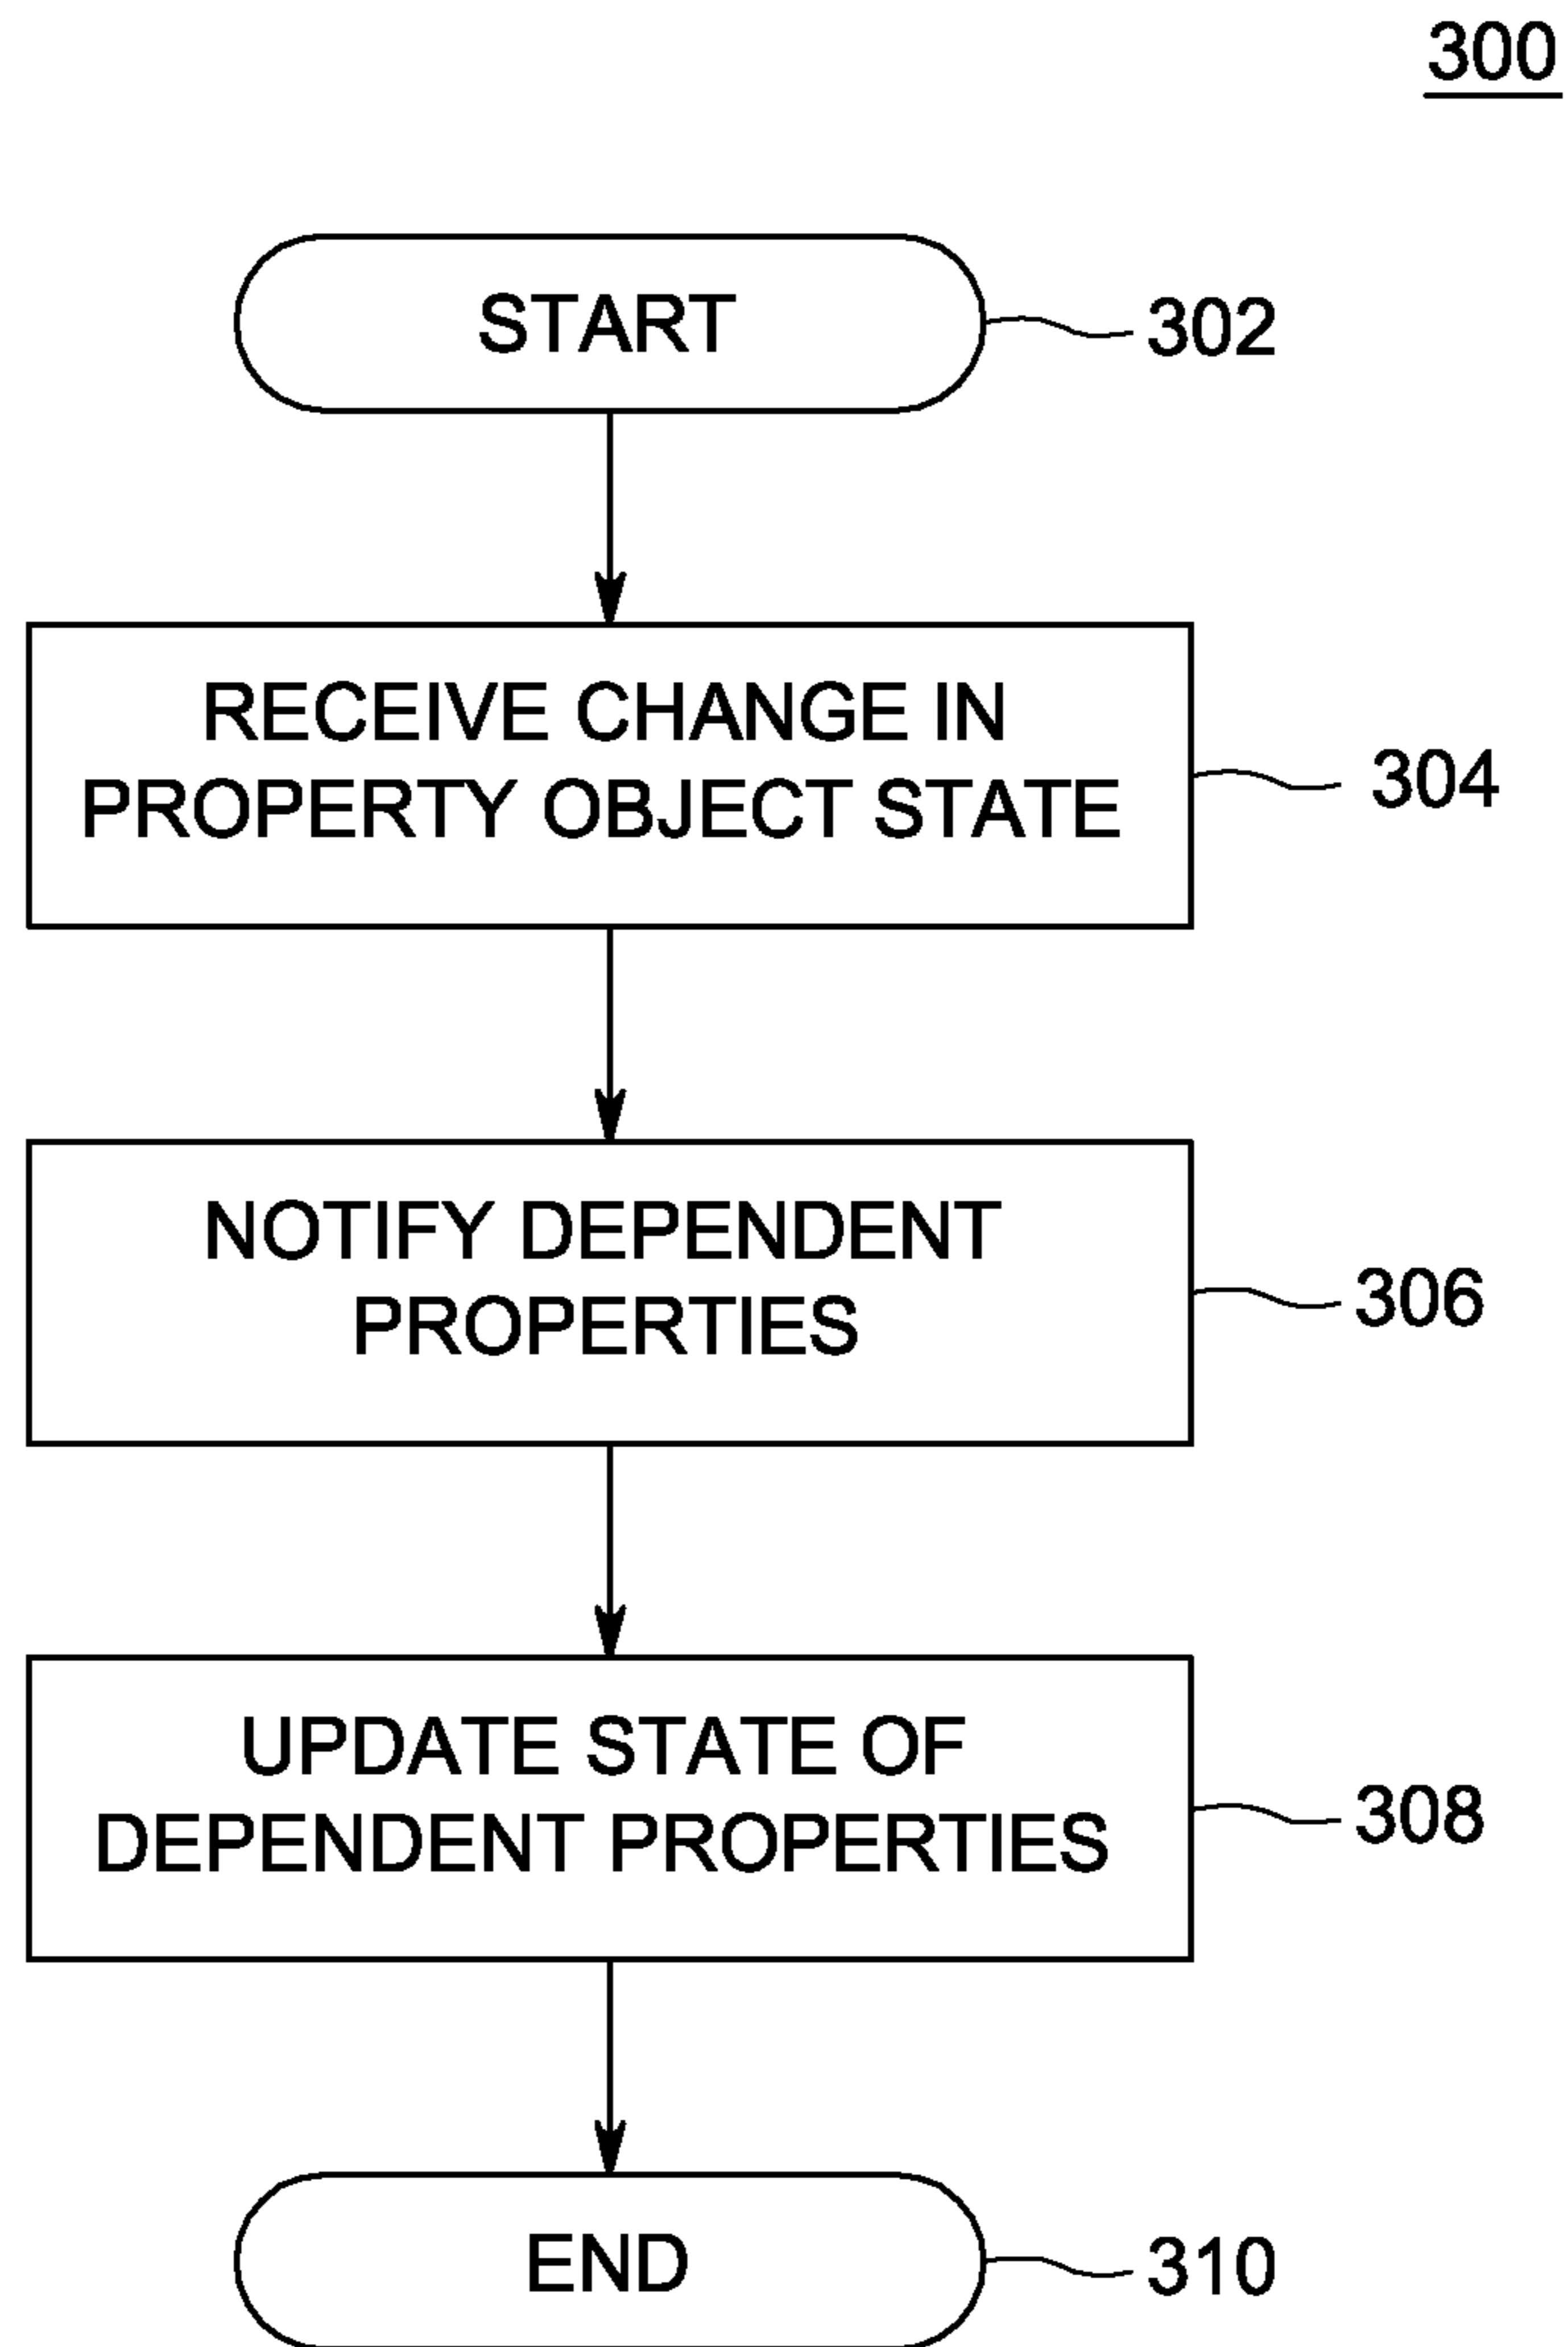 300
START
302
RECEIVE CHANGE IN
PROPERTY OBJECT STATE
304
NOTIFY DEPENDENT
PROPERTIES
306
UPDATE STATE OF
DEPENDENT PROPERTIES
308
END
310